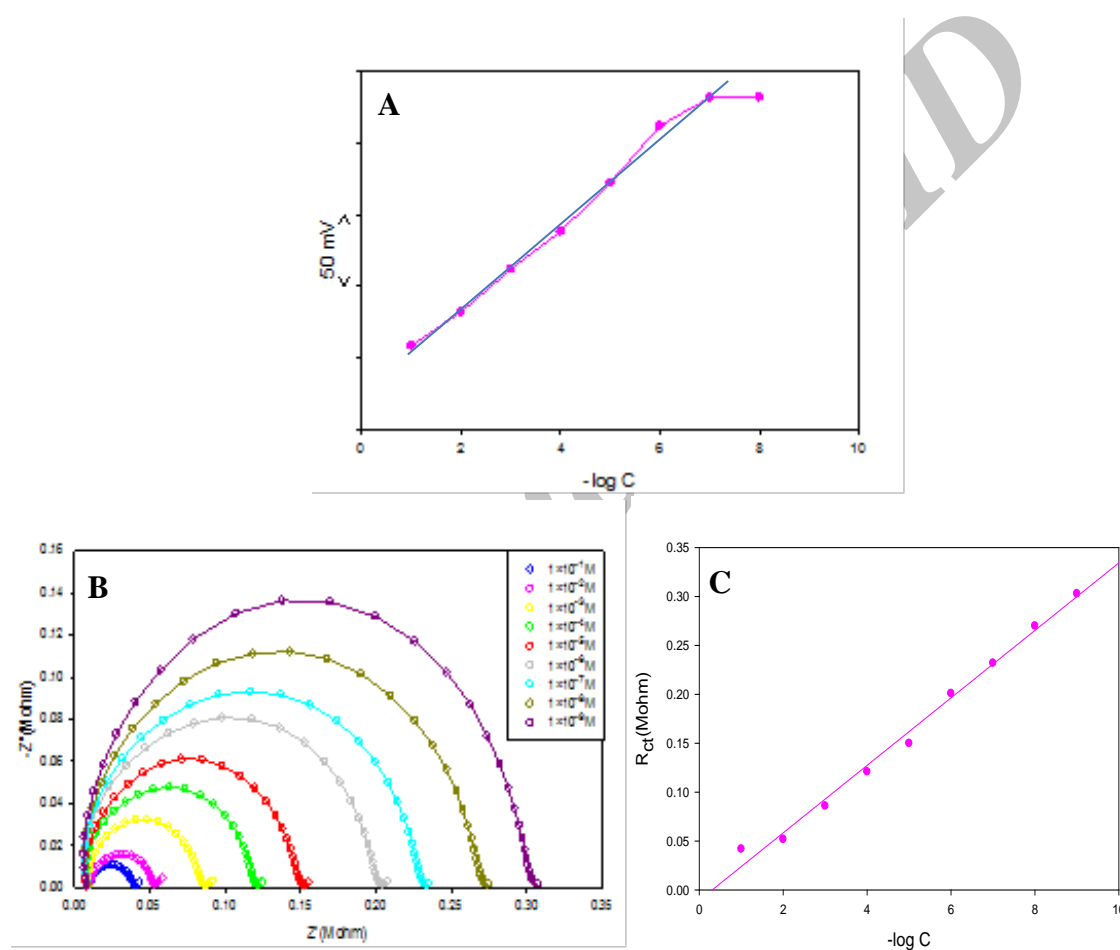 A
50 mV
< >
0 2 4 6 8 10
- log C
B
0.16
0.14
0.12
0.10
0.08
0.06
0.04
0.02
0.00
-Z"(Mohm)
0.00 0.05 0.10 0.15 0.20 0.25 0.30 0.35
Z'(Mohm)
1×10⁻¹M
1×10⁻²M
1×10⁻³M
1×10⁻⁴M
1×10⁻⁵M
1×10⁻⁶M
1×10⁻⁷M
1×10⁻⁸M
1×10⁻⁹M
C
0.35
0.30
0.25
0.20
0.15
0.10
0.05
0.00
Rct(Mohm)
0 2 4 6 8 10
-log C